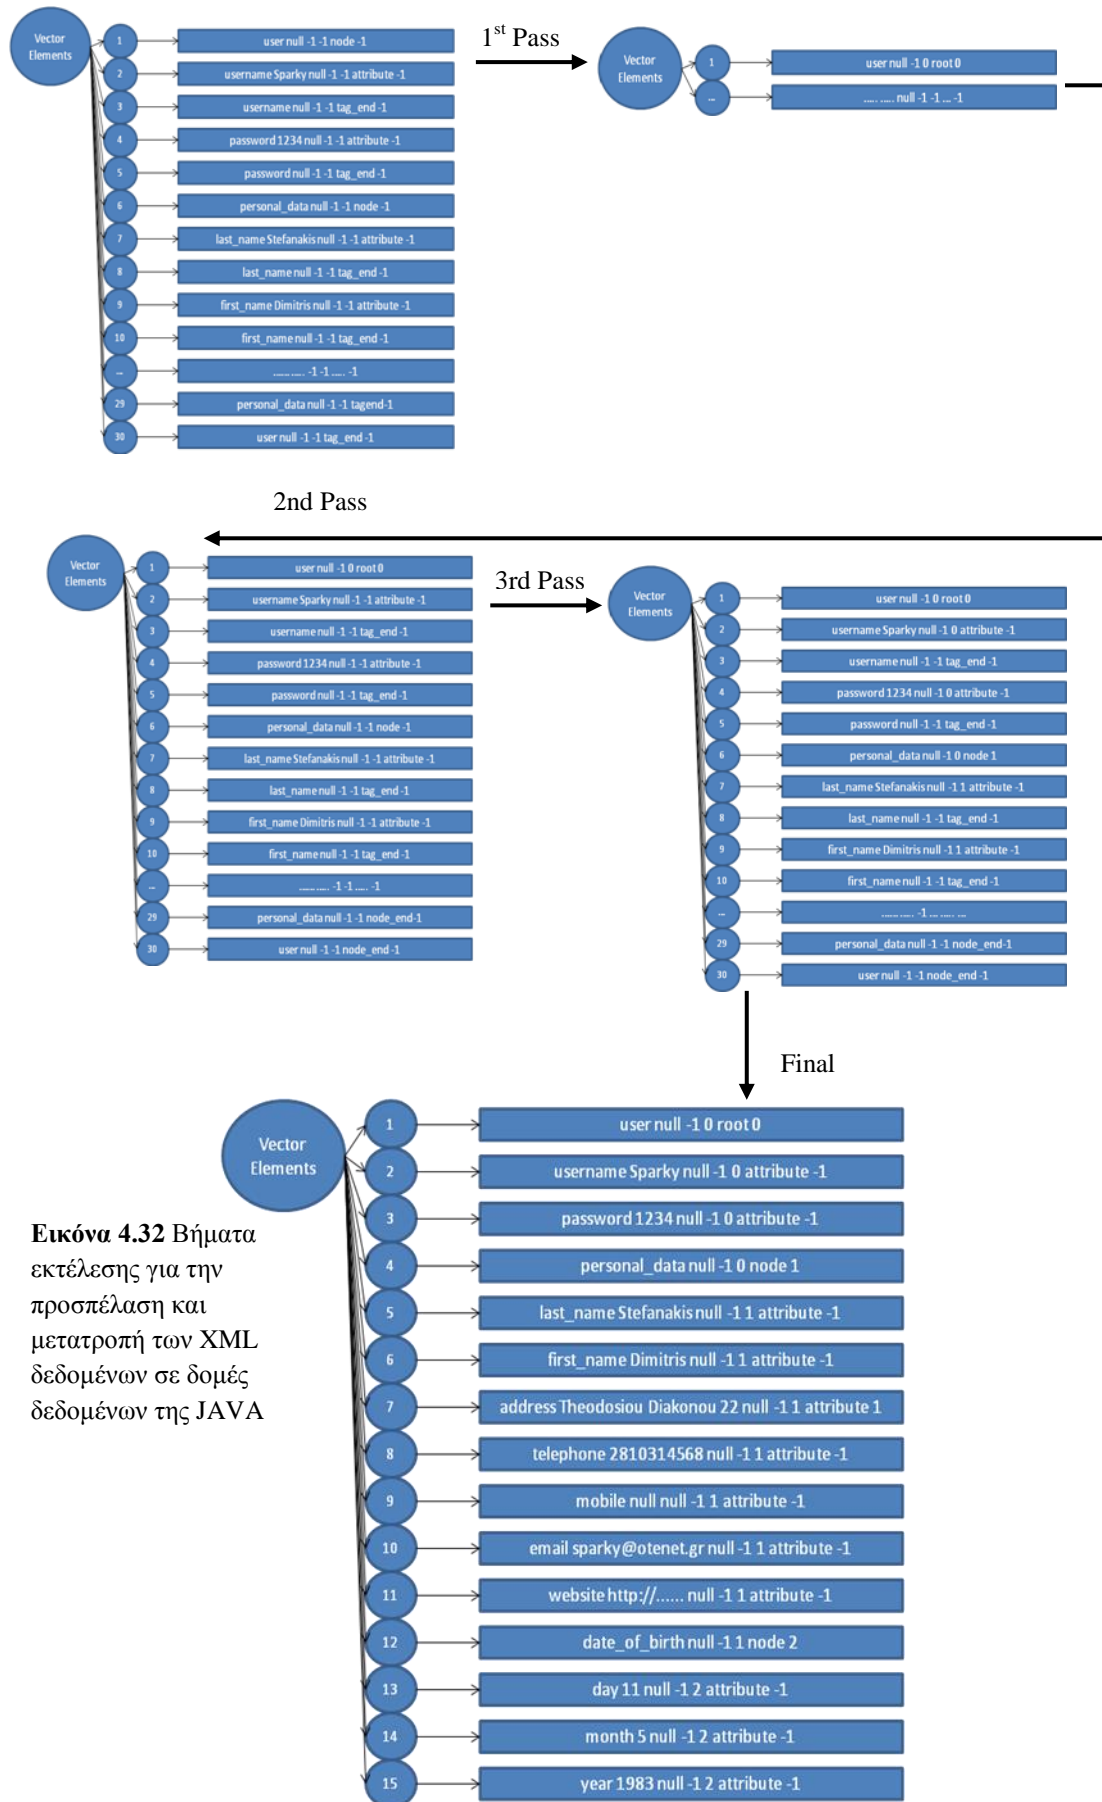 Vector
Elements
1
user null -1 -1 node -1
2
username Sparky null -1 -1 attribute -1
3
username null -1 -1 tag_end -1
4
password 1234 null -1 -1 attribute -1
5
password null -1 -1 tag_end -1
6
personal_data null -1 -1 node -1
7
last_name Stefanakis null -1 -1 attribute -1
8
last_name null -1 -1 tag_end -1
9
first_name Dimitris null -1 -1 attribute -1
10
first_name null -1 -1 tag_end -1
...
........... -1 -1 ..... -1
29
personal_data null -1 -1 tagend-1
30
user null -1 -1 tag_end -1
1st Pass
Vector
Elements
1
user null -1 0 root 0
...
..... ..... null -1 -1 ... -1
2nd Pass
Vector
Elements
1
user null -1 0 root 0
2
username Sparky null -1 -1 attribute -1
3
username null -1 -1 tag_end -1
4
password 1234 null -1 -1 attribute -1
5
password null -1 -1 tag_end -1
6
personal_data null -1 -1 node -1
7
last_name Stefanakis null -1 -1 attribute -1
8
last_name null -1 -1 tag_end -1
9
first_name Dimitris null -1 -1 attribute -1
10
first_name null -1 -1 tag_end -1
...
........... -1 -1 ..... -1
29
personal_data null -1 -1 node_end-1
30
user null -1 -1 node_end -1
3rd Pass
Vector
Elements
1
user null -1 0 root 0
2
username Sparky null -1 0 attribute -1
3
username null -1 -1 tag_end -1
4
password 1234 null -1 0 attribute -1
5
password null -1 -1 tag_end -1
6
personal_data null -1 0 node 1
7
last_name Stefanakis null -1 1 attribute -1
8
last_name null -1 -1 tag_end -1
9
first_name Dimitris null -1 1 attribute -1
10
first_name null -1 -1 tag_end -1
...
........... -1 ... ..... ...
29
personal_data null -1 -1 node_end-1
30
user null -1 -1 node_end -1
Final
Vector
Elements
1
user null -1 0 root 0
2
username Sparky null -1 0 attribute -1
3
password 1234 null -1 0 attribute -1
4
personal_data null -1 0 node 1
5
last_name Stefanakis null -1 1 attribute -1
6
first_name Dimitris null -1 1 attribute -1
7
address Theodosiou Diakonou 22 null -1 1 attribute 1
8
telephone 2810314568 null -1 1 attribute -1
9
mobile null null -1 1 attribute -1
10
email sparky@otenet.gr null -1 1 attribute -1
11
website http://...... null -1 1 attribute -1
12
date_of_birth null -1 1 node 2
13
day 11 null -1 2 attribute -1
14
month 5 null -1 2 attribute -1
15
year 1983 null -1 2 attribute -1
Εικόνα 4.32 Βήματα
εκτέλεσης για την
προσπέλαση και
μετατροπή των XML
δεδομένων σε δομές
δεδομένων της JAVA